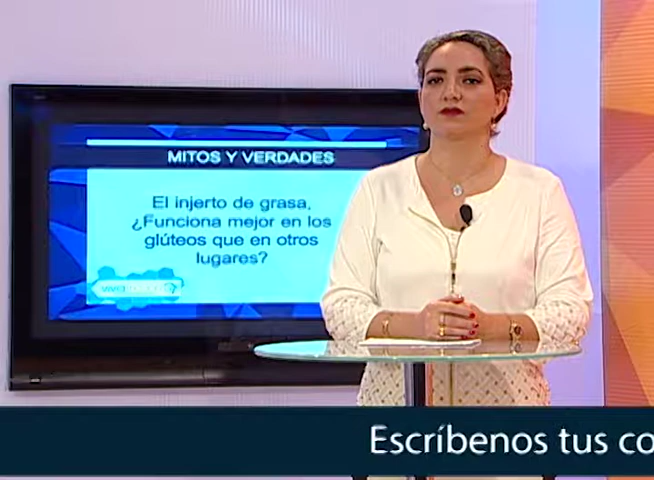 MITOS Y VERDADES
El injerto de grasa,
¿Funciona mejor en los
glúteos que en otros
lugares?
Escríbenos tus co